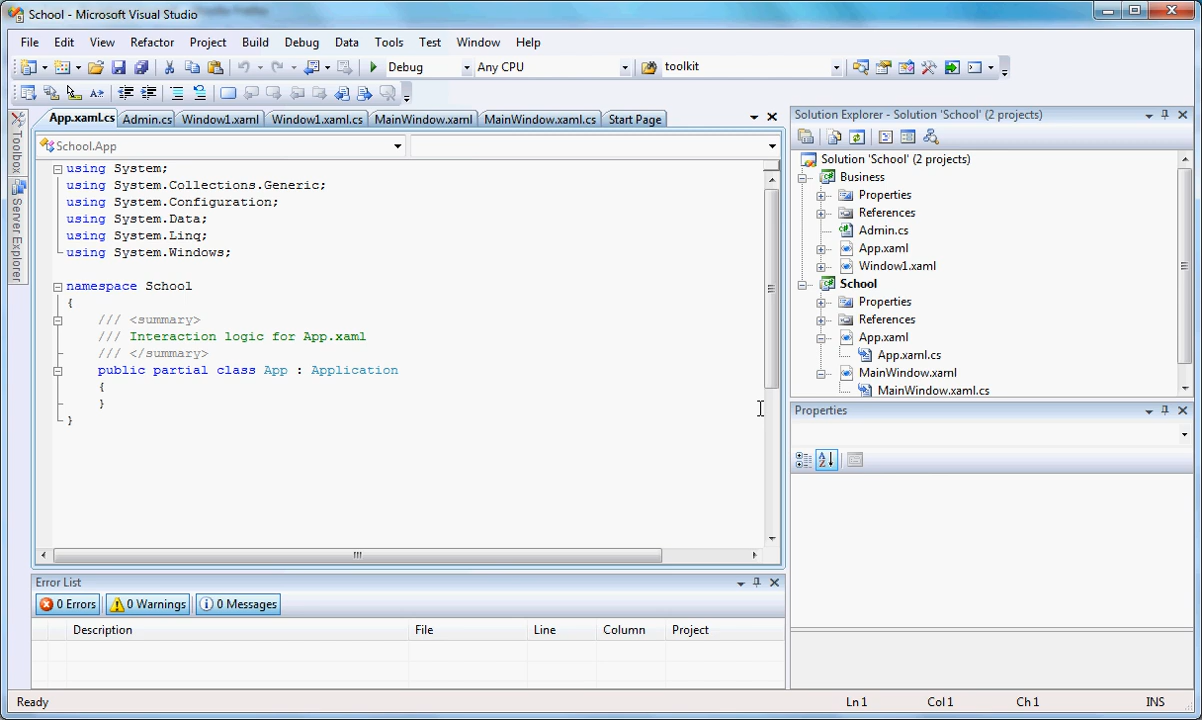 School - Microsoft Visual Studio
File Edit View Refactor Project Build Debug Data Tools Test Window Help
Debug Any CPU toolkit
App.xaml.cs Admin.cs Window1.xaml Window1.xaml.cs MainWindow.xaml MainWindow.xaml.cs Start Page
Toolbox
Server Explorer
School.App
using System;
using System.Collections.Generic;
using System.Configuration;
using System.Data;
using System.Linq;
using System.Windows;
namespace School
{
/// <summary>
/// Interaction logic for App.xaml
/// </summary>
public partial class App : Application
{
}
}
Solution Explorer - Solution 'School' (2 projects)
Solution 'School' (2 projects)
Business
Properties
References
Admin.cs
App.xaml
Window1.xaml
School
Properties
References
App.xaml
App.xaml.cs
MainWindow.xaml
MainWindow.xaml.cs
Properties
Error List
0 Errors 0 Warnings 0 Messages
Description File Line Column Project
Ready Ln 1 Col 1 Ch 1 INS